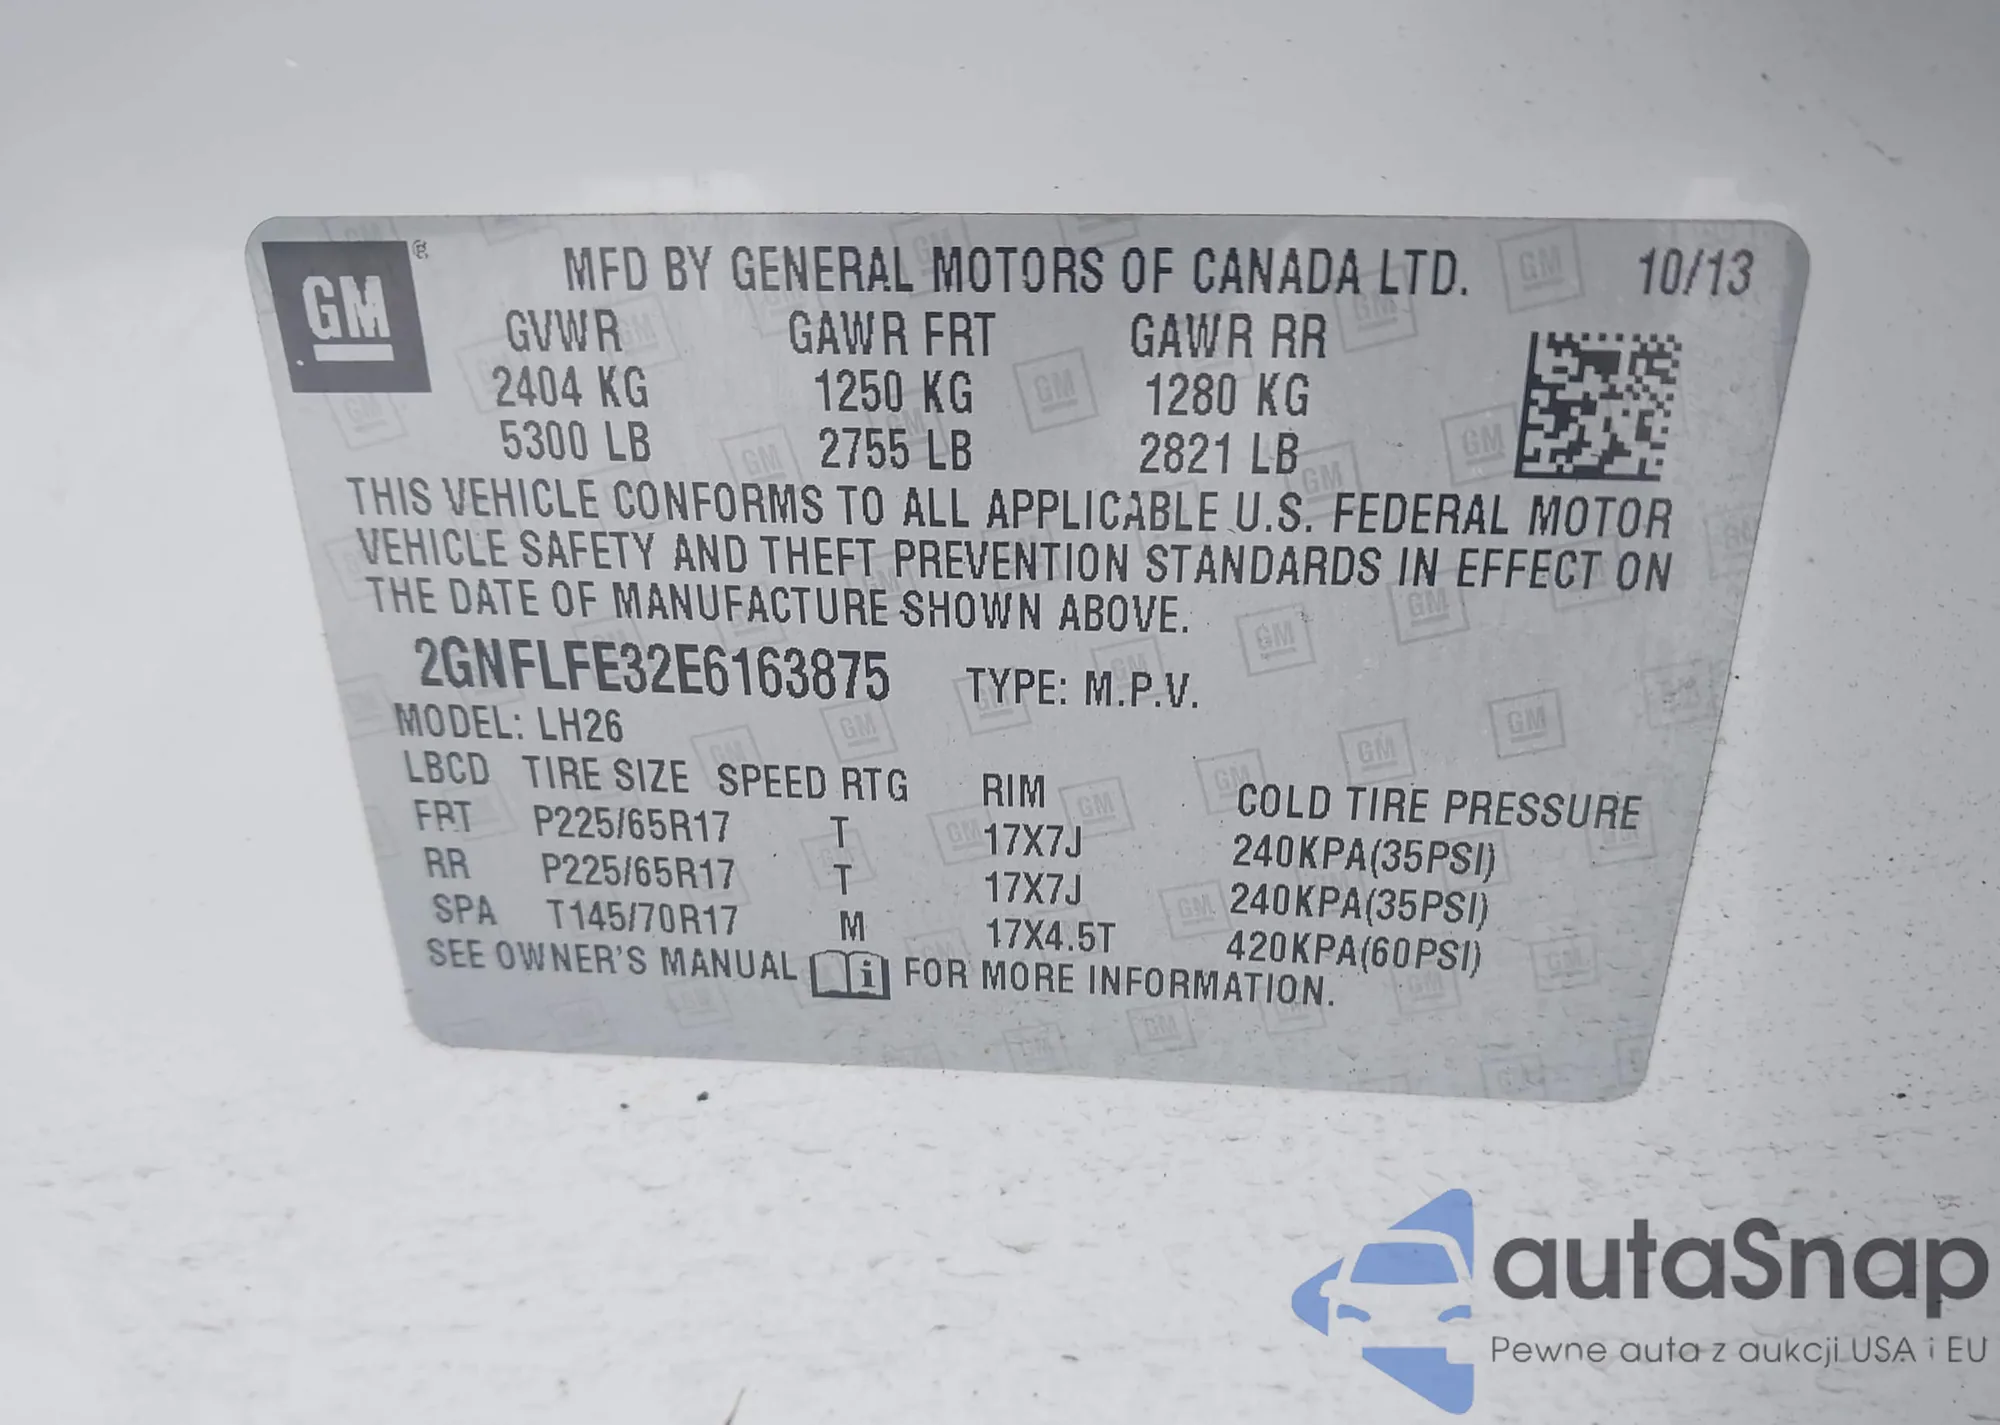 GM ®
MFD BY GENERAL MOTORS OF CANADA LTD. 10/13
GVWR GAWR FRT GAWR RR
2404 KG 1250 KG 1280 KG
5300 LB 2755 LB 2821 LB
THIS VEHICLE CONFORMS TO ALL APPLICABLE U.S. FEDERAL MOTOR
VEHICLE SAFETY AND THEFT PREVENTION STANDARDS IN EFFECT ON
THE DATE OF MANUFACTURE SHOWN ABOVE.
2GNFLFE32E6163875 TYPE: M.P.V.
MODEL: LH26
LBCD TIRE SIZE SPEED RTG RIM COLD TIRE PRESSURE
FRT P225/65R17 T 17X7J 240KPA(35PSI)
RR P225/65R17 T 17X7J 240KPA(35PSI)
SPA T145/70R17 M 17X4.5T 420KPA(60PSI)
SEE OWNER'S MANUAL i FOR MORE INFORMATION.
autaSnap
Pewne auta z aukcji USA i EU